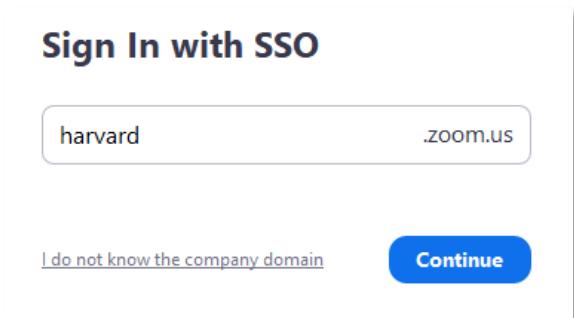 Sign In with SSO
harvard .zoom.us
I do not know the company domain Continue